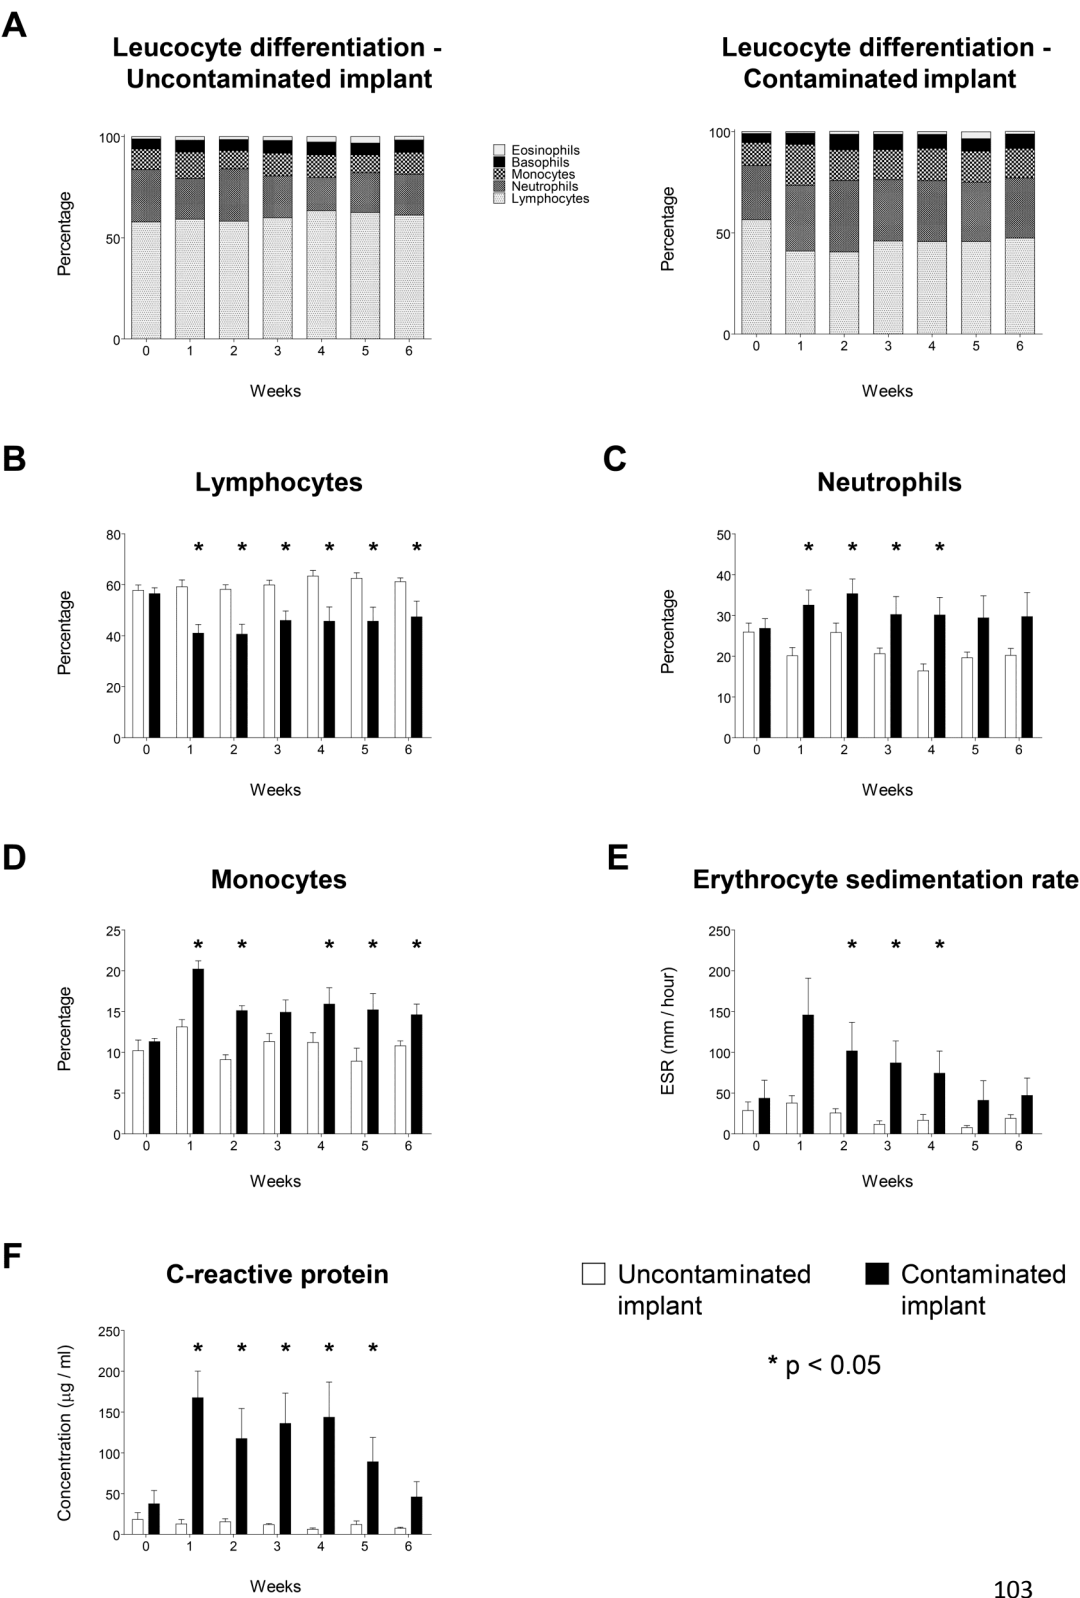 A
Leucocyte differentiation -
Uncontaminated implant
100
50
0
Percentage
0 1 2 3 4 5 6
Weeks
Eosinophils
Basophils
Monocytes
Neutrophils
Lymphocytes
Leucocyte differentiation -
Contaminated implant
100
50
0
Percentage
0 1 2 3 4 5 6
Weeks
B
Lymphocytes
80
60
40
20
0
Percentage
* * * * * *
0 1 2 3 4 5 6
Weeks
C
Neutrophils
50
40
30
20
10
0
Percentage
* * * *
0 1 2 3 4 5 6
Weeks
D
Monocytes
25
20
15
10
5
0
Percentage
* * * * *
0 1 2 3 4 5 6
Weeks
E
Erythrocyte sedimentation rate
250
200
150
100
50
0
ESR (mm / hour)
* * *
0 1 2 3 4 5 6
Weeks
F
C-reactive protein
250
200
150
100
50
0
Concentration (µg / ml)
* * * * *
0 1 2 3 4 5 6
Weeks
Uncontaminated
implant
Contaminated
implant
* p < 0.05
103